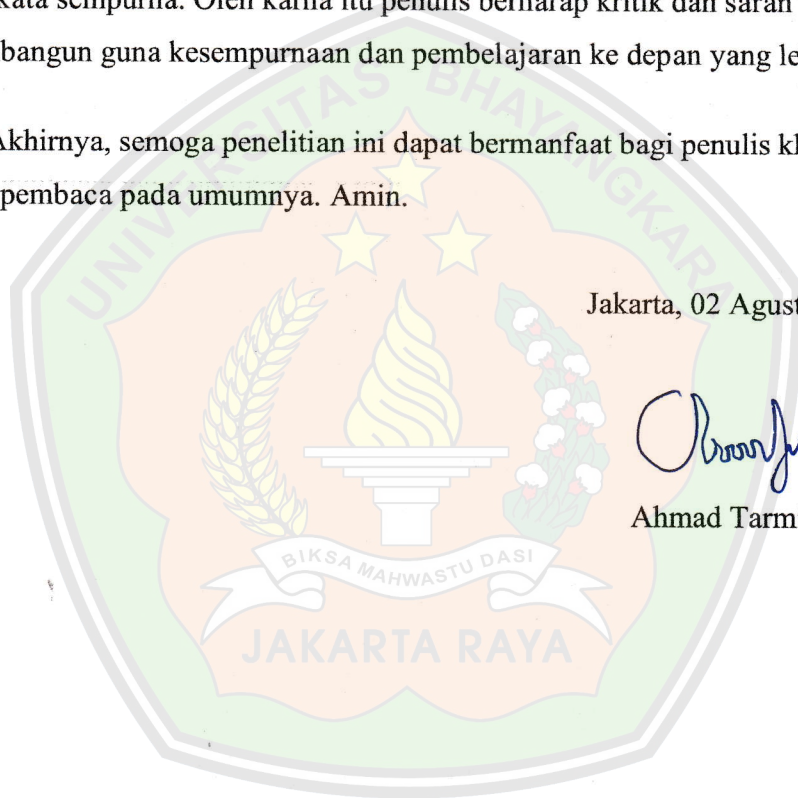 kata sempurna. Oleh karna itu penulis berharap kritik dan saran
bangun guna kesempurnaan dan pembelajaran ke depan yang le
Akhirnya, semoga penelitian ini dapat bermanfaat bagi penulis kh
pembaca pada umumnya. Amin.
Jakarta, 02 Agust
Ahmad Tarm
UNIVERSITAS BHAYANGKARA
BIKSA MAHWASTU DASI
JAKARTA RAYA